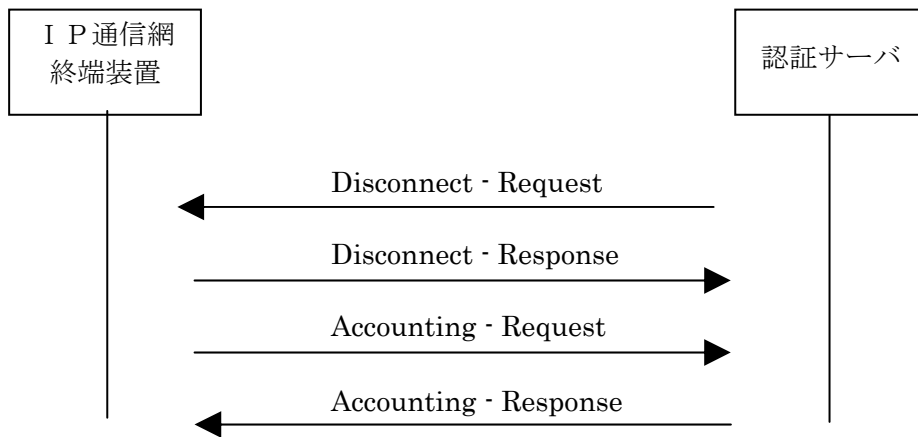 ＩＰ通信網
終端装置
認証サーバ
Disconnect - Request
Disconnect - Response
Accounting - Request
Accounting - Response